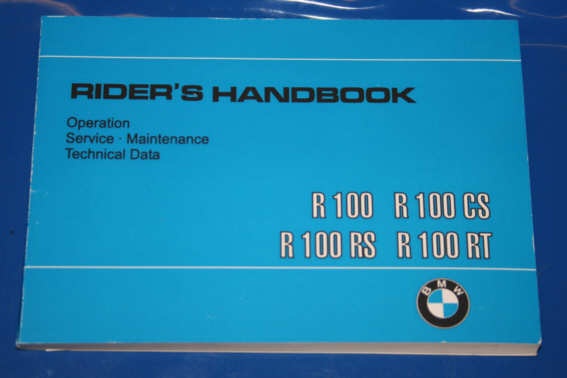 RIDER'S HANDBOOK
Operation
Service · Maintenance
Technical Data
R 100 R 100 CS
R 100 RS R 100 RT
BMW